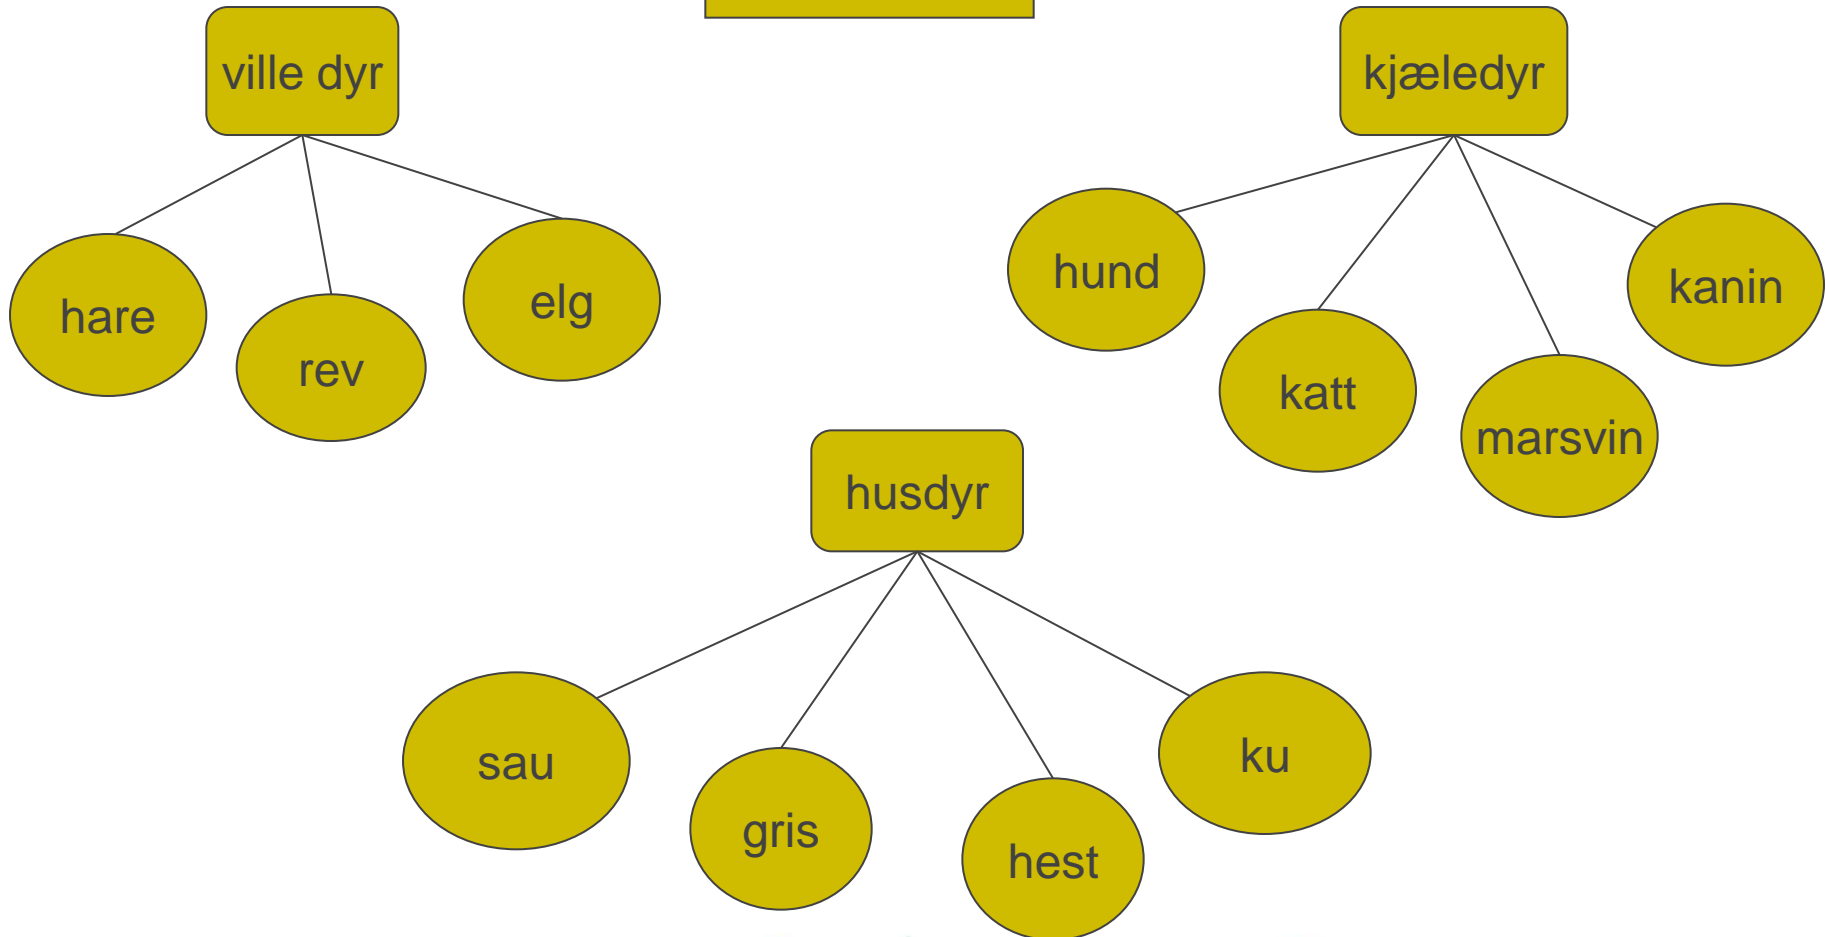 ville dyr
kjæledyr
hare
rev
elg
hund
katt
marsvin
kanin
husdyr
sau
gris
hest
ku